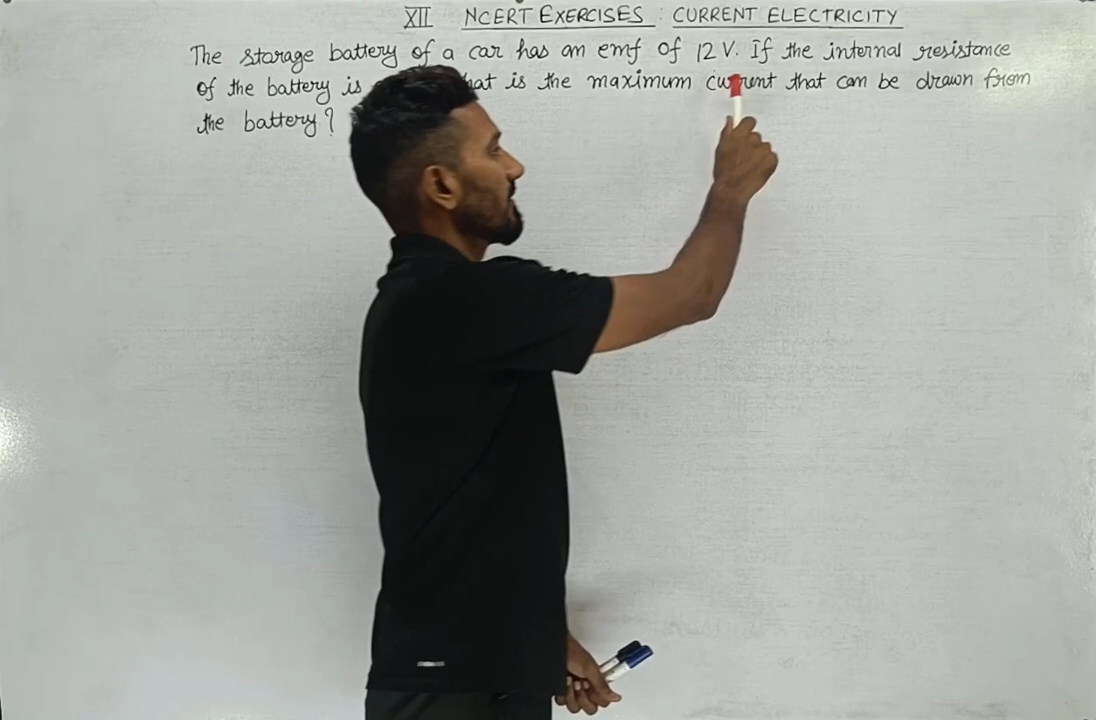 XII NCERT EXERCISES : CURRENT ELECTRICITY
The storage battery of a car has an emf of 12 V. If the internal resistance
of the battery is is the maximum current that can be drawn from
the battery?